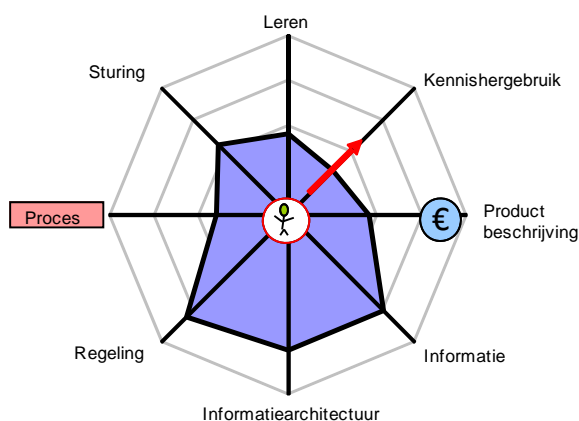 Leren
Sturing
Kennishergebruik
Proces
€
Product
beschrijving
Regeling
Informatie
Informatiearchitectuur